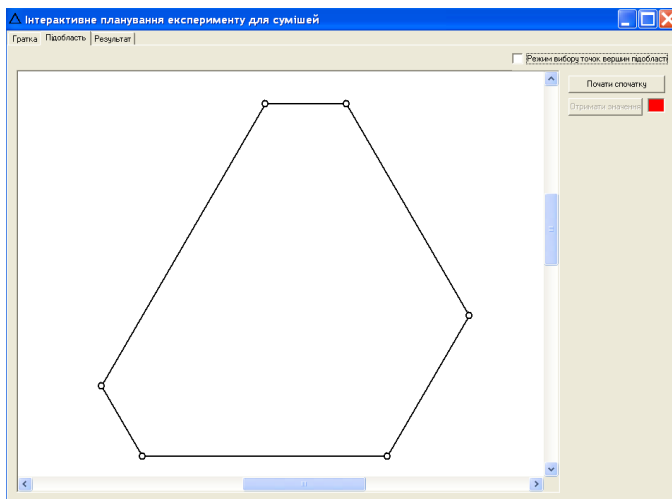 Інтерактивне планування експерименту для сумішей
Гратка Підобласть Результат
Режим вибору точок вершин підобласті
Почати спочатку
Отримати значення